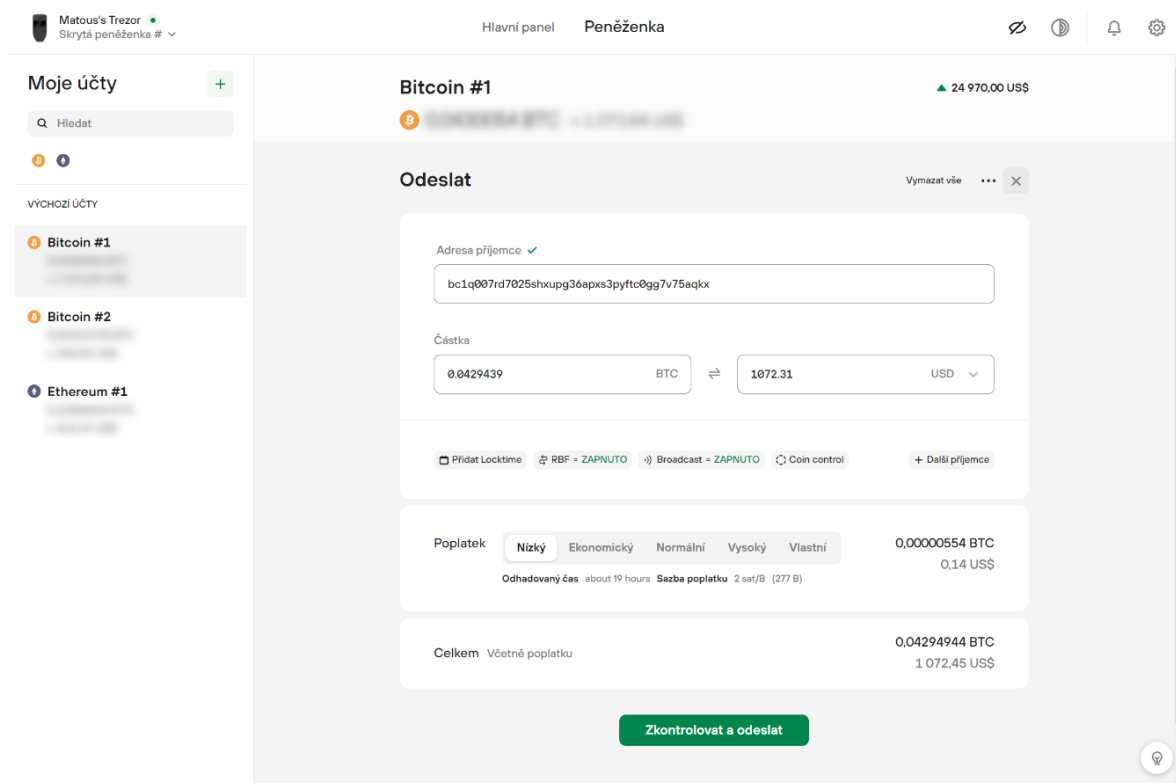 Matous's Trezor
Skrytá peněženka #
Hlavní panel
Peněženka
Moje účty
+
Hledat
VÝCHOZÍ ÚČTY
Bitcoin #1
Bitcoin #2
Ethereum #1
Bitcoin #1
24 970,00 US$
Odeslat
Vymazat vše
Adresa příjemce
bc1q007rd7025shxupg36apxs3pyftc0gg7v75aqkx
Částka
0.0429439 BTC
1072.31 USD
Přidat Locktime
RBF = ZAPNUTO
Broadcast = ZAPNUTO
Coin control
+ Další příjemce
Poplatek
Nízký Ekonomický Normální Vysoký Vlastní
0,00000554 BTC
0,14 US$
Odhadovaný čas about 19 hours Sazba poplatku 2 sat/B (277 B)
Celkem Včetně poplatku
0,04294944 BTC
1 072,45 US$
Zkontrolovat a odeslat